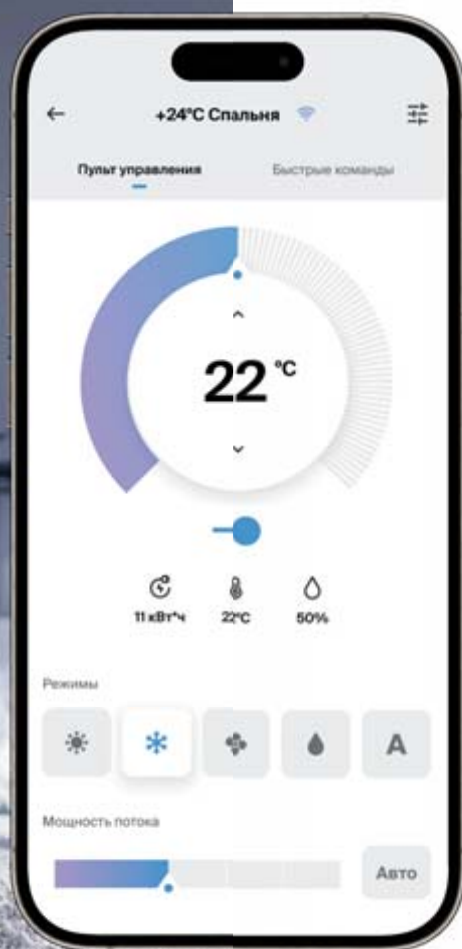 +24°C Спальня
Пульт управления
Быстрые команды
22 °C
11 кВт*ч
22°C
50%
Режимы
A
Мощность потока
Авто